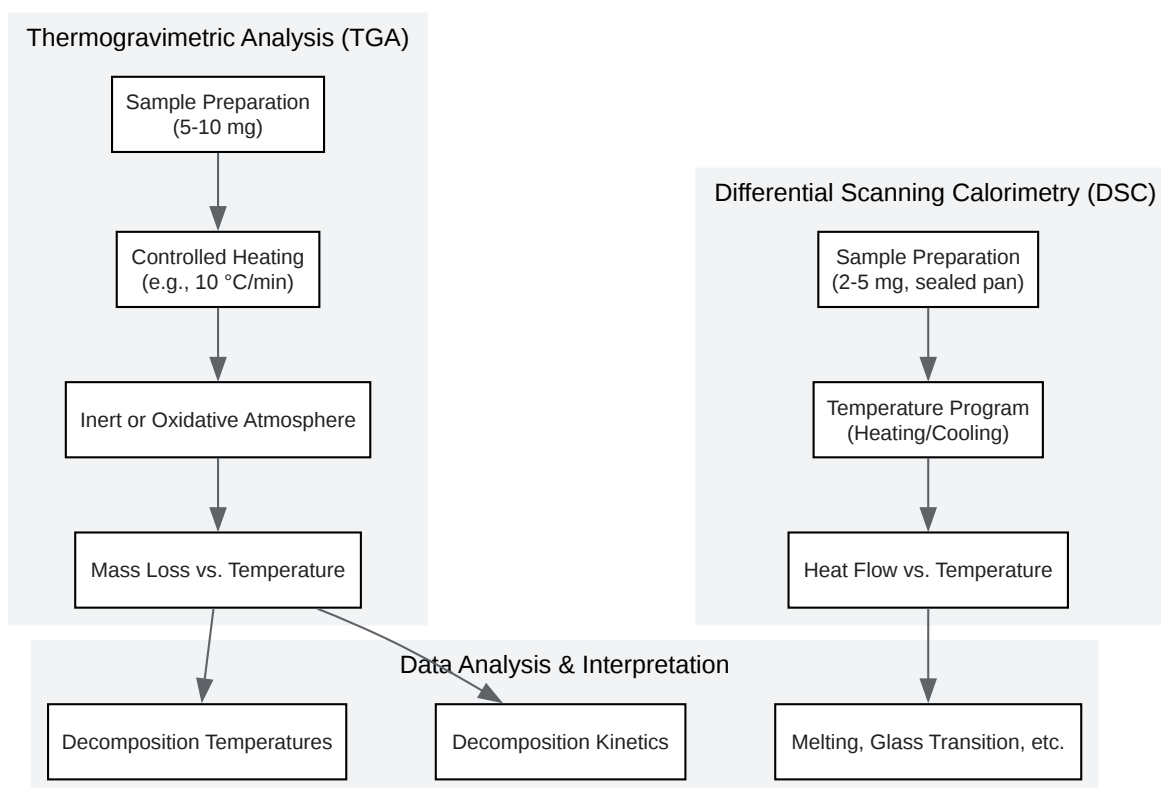 Thermogravimetric Analysis (TGA)
Sample Preparation
(5-10 mg)
Controlled Heating
(e.g., 10 °C/min)
Inert or Oxidative Atmosphere
Mass Loss vs. Temperature
Differential Scanning Calorimetry (DSC)
Sample Preparation
(2-5 mg, sealed pan)
Temperature Program
(Heating/Cooling)
Heat Flow vs. Temperature
Data Analysis & Interpretation
Decomposition Temperatures
Decomposition Kinetics
Melting, Glass Transition, etc.